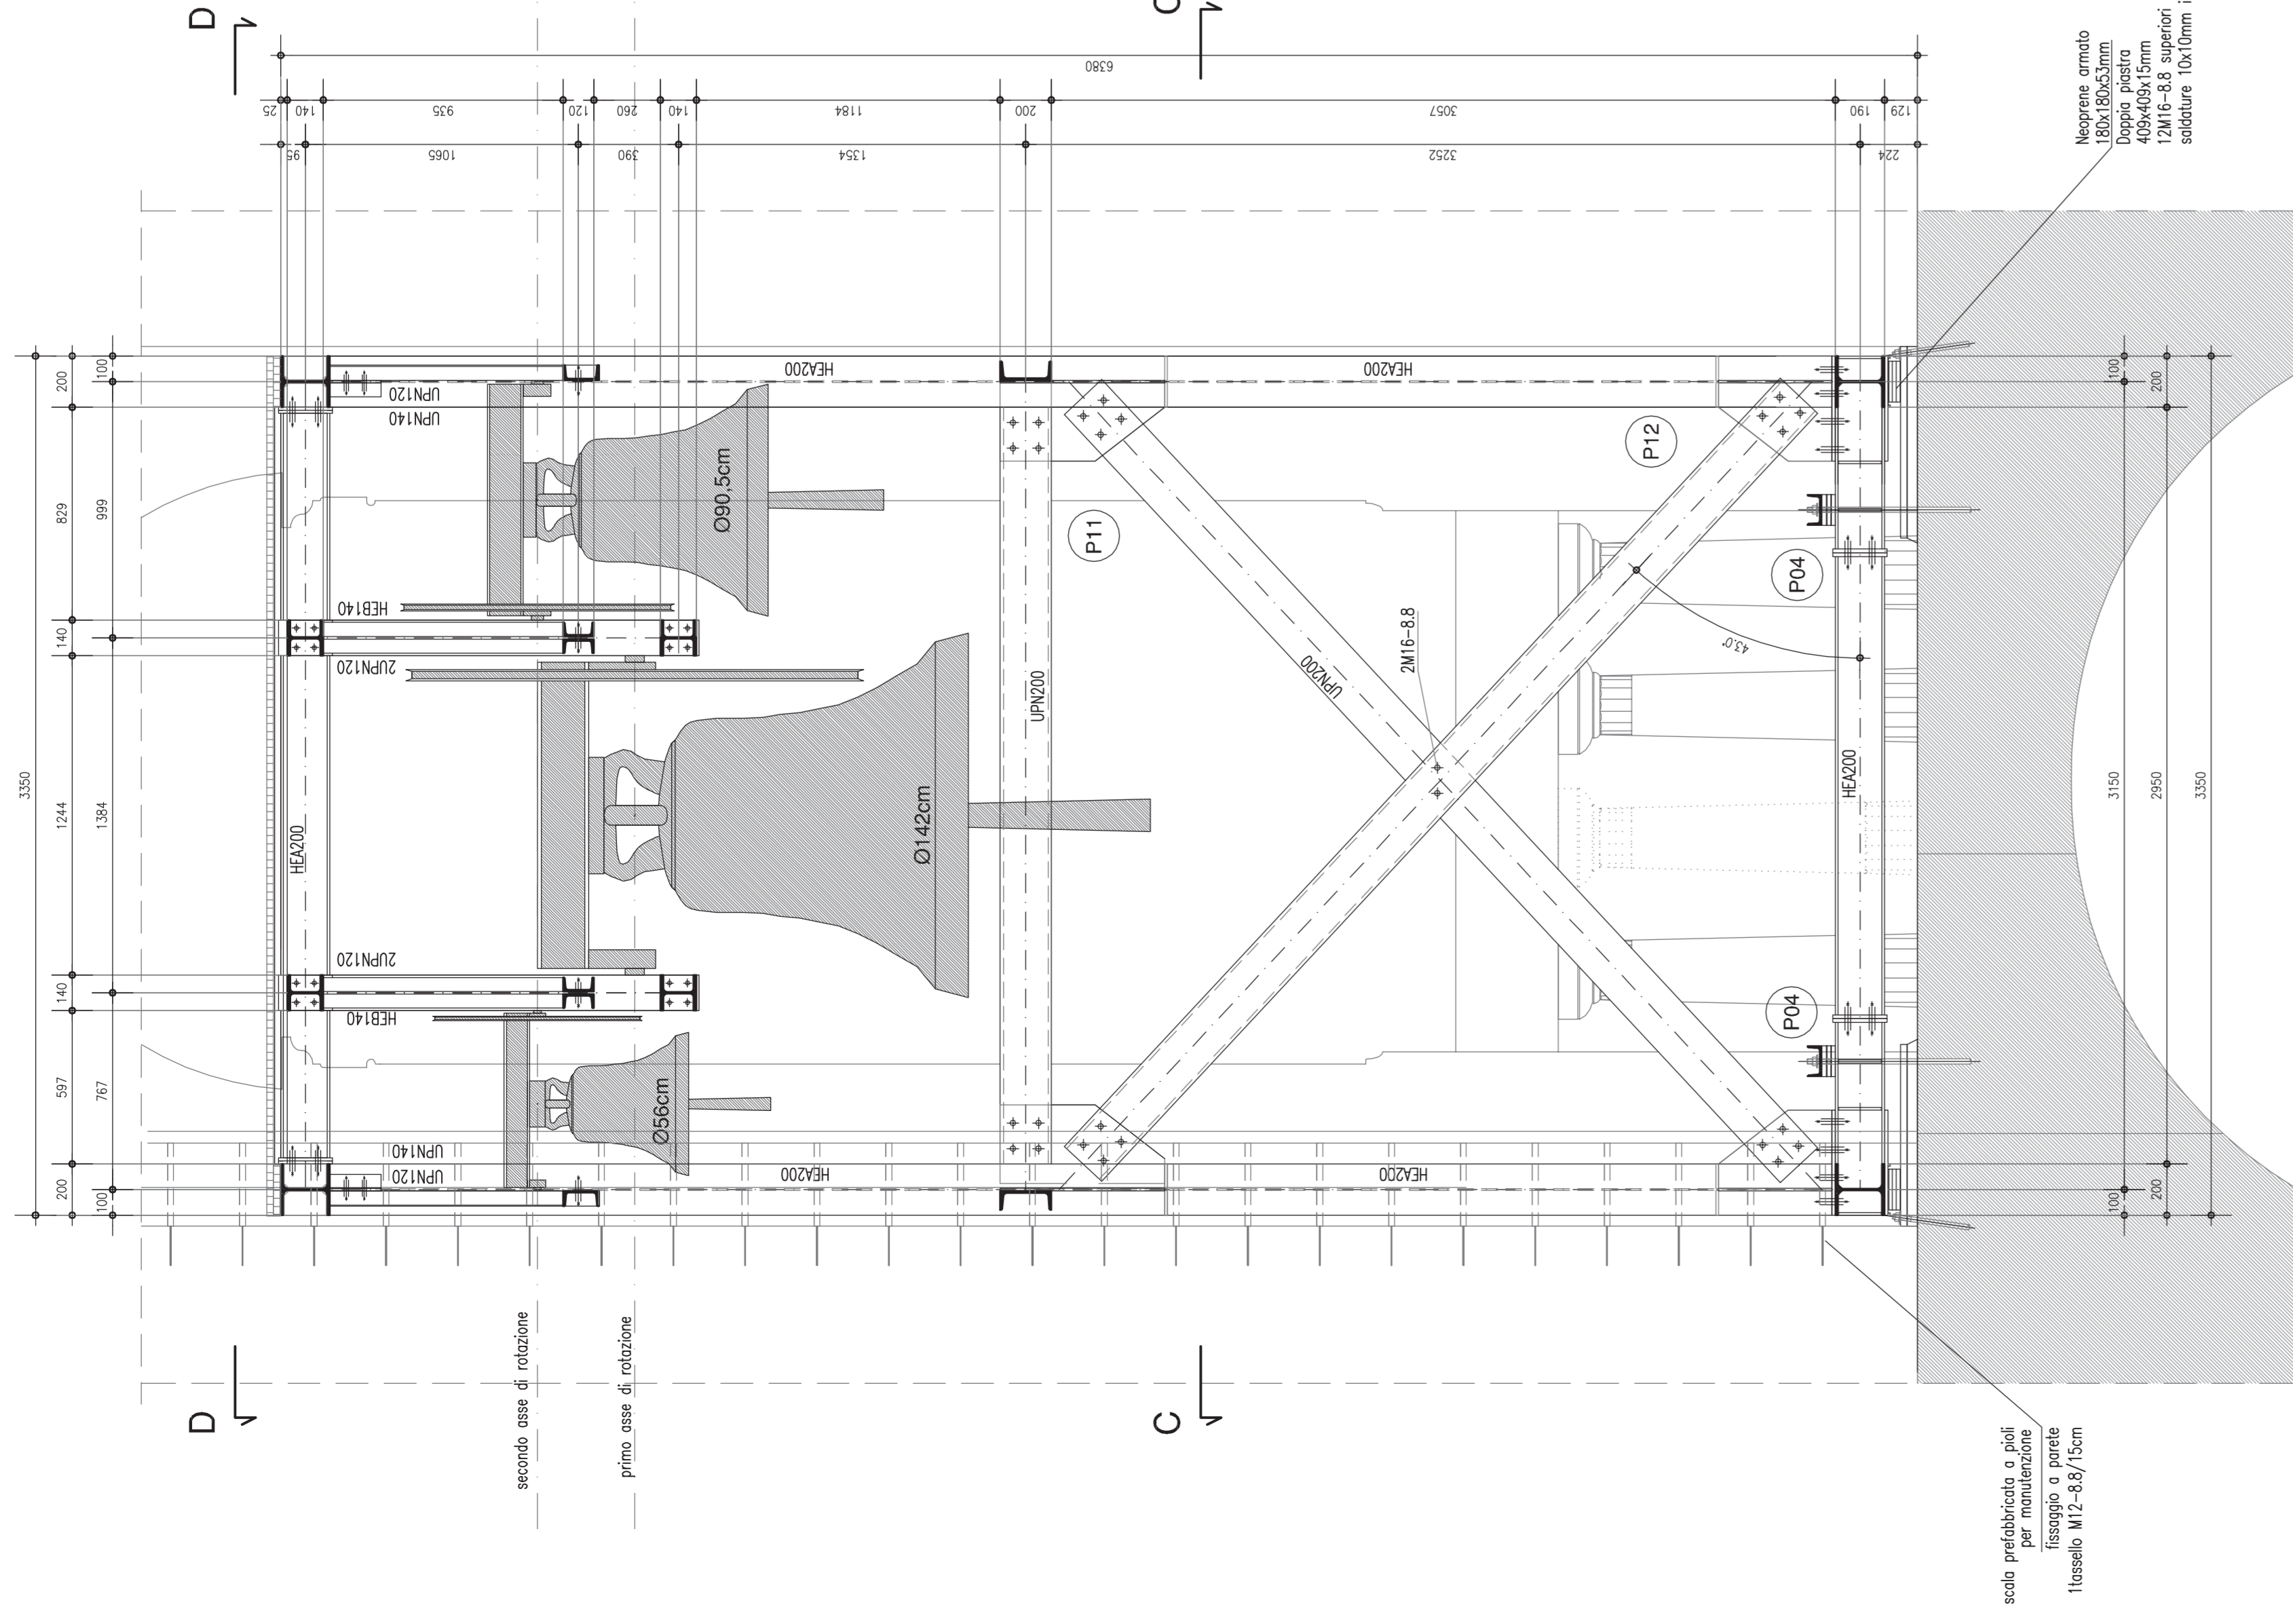 D
D
C
C
6380
25
140
935
120
260
140
1184
200
3057
190
129
95
1065
390
1354
3252
224
Neoprene armato
180x180x53mm
Doppia piastra
409x409x15mm
12M16-8.8 superiori
saldature 10x10mm i
3350
200
829
140
1244
140
597
200
100
999
1384
767
100
UPN120
UPN140
HEA200
HEA200
HEB140
2UPN120
HEA200
2UPN120
HEB140
UPN140
UPN120
HEA200
HEA200
Ø90,5cm
Ø142cm
Ø56cm
UPN200
UPN200
2M16-8.8
43.0°
P11
P12
P04
P04
HEA200
100
3150
100
200
2950
200
3350
secondo asse di rotazione
primo asse di rotazione
scala prefabbricata a pioli
per manutenzione
fissaggio a parete
1tassello M12-8.8/15cm